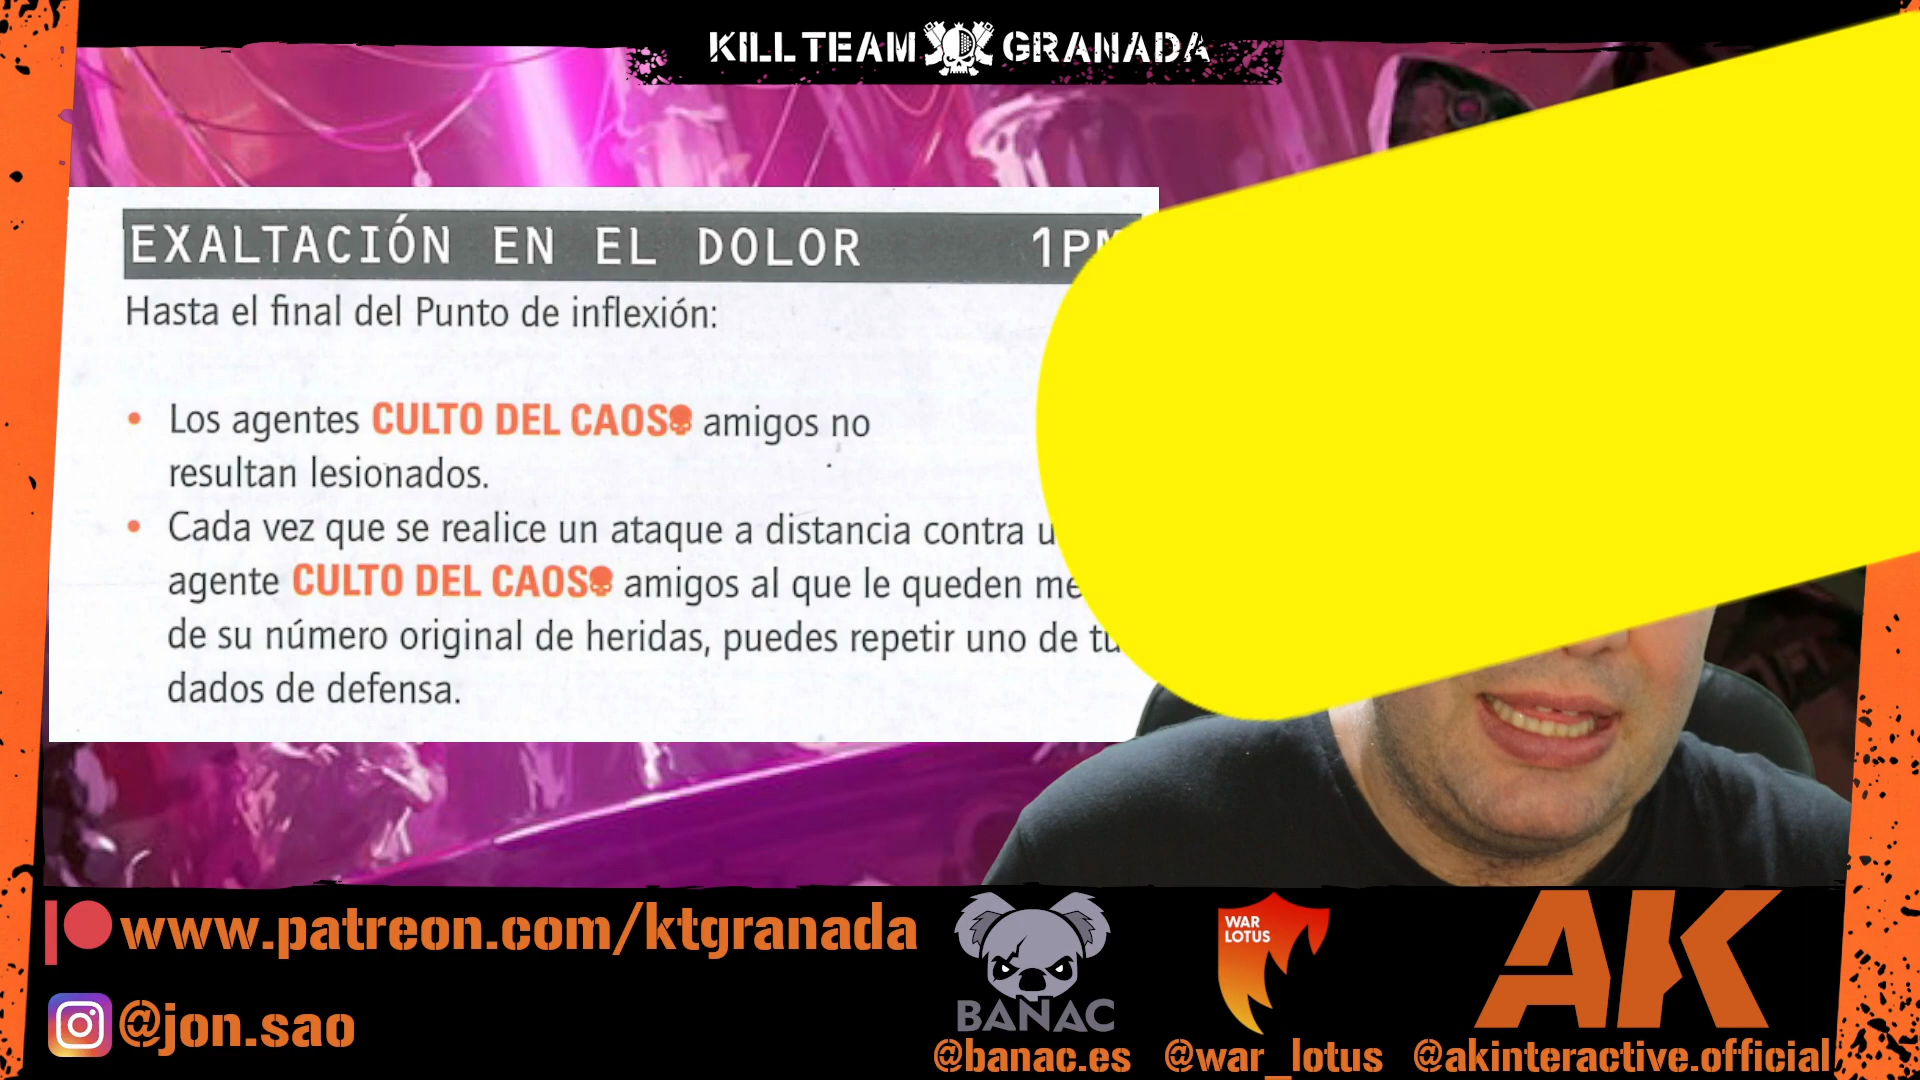 KILL TEAM GRANADA
EXALTACIÓN EN EL DOLOR
Hasta el final del Punto de inflexión:
• Los agentes CULTO DEL CAOS amigos no
resultan lesionados.
• Cada vez que se realice un ataque a distancia contra
agente CULTO DEL CAOS amigos al que le queden
de su número original de heridas, puedes repetir uno de
dados de defensa.
www.patreon.com/ktgranada
@jon.sao
BANAC
@banac.es
WAR
LOTUS
@war_lotus
AK
@akinteractive.official